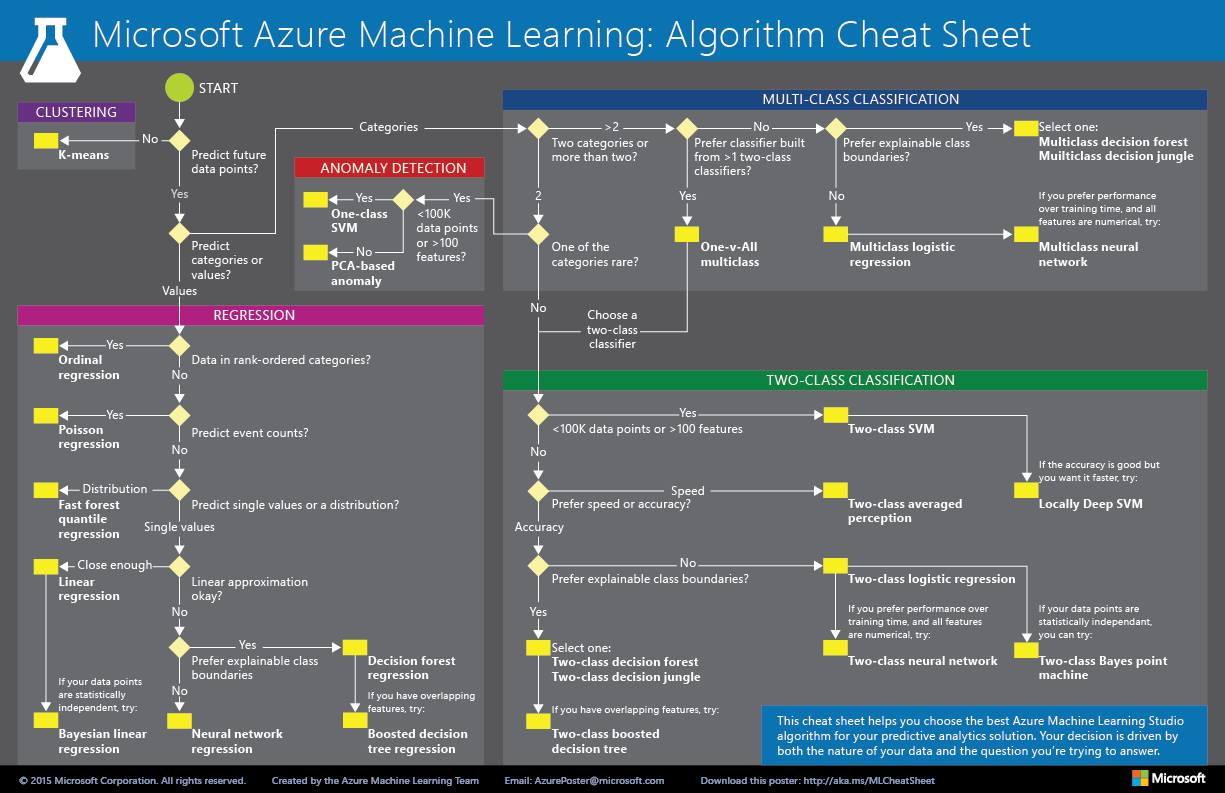 Microsoft Azure Machine Learning: Algorithm Cheat Sheet
START
CLUSTERING
No
K-means
Predict future
data points?
Yes
Predict
categories or
values?
Categories
Values
ANOMALY DETECTION
Yes
Yes
One-class
SVM
<100K
data points
or >100
features?
No
PCA-based
anomaly
MULTI-CLASS CLASSIFICATION
>2
Two categories or
more than two?
No
Prefer classifier built
from >1 two-class
classifiers?
Yes
Prefer explainable class
boundaries?
Select one:
Multiclass decision forest
Muilticlass decision jungle
2
Yes
No
If you prefer performance
over training time, and all
features are numerical, try:
One of the
categories rare?
One-v-All
multiclass
Multiclass logistic
regression
Multiclass neural
network
No
Choose a
two-class
classifier
REGRESSION
Yes
Ordinal
regression
Data in rank-ordered categories?
No
Yes
Poisson
regression
Predict event counts?
No
Distribution
Fast forest
quantile
regression
Predict single values or a distribution?
Single values
Close enough
Linear
regression
Linear approximation
okay?
No
Yes
Prefer explainable class
boundaries
Decision forest
regression
If your data points
are statistically
independent, try:
No
If you have overlapping
features, try:
Bayesian linear
regression
Neural network
regression
Boosted decision
tree regression
TWO-CLASS CLASSIFICATION
Yes
<100K data points or >100 features
Two-class SVM
No
If the accuracy is good but
you want it faster, try:
Speed
Prefer speed or accuracy?
Two-class averaged
perception
Locally Deep SVM
Accuracy
No
Prefer explainable class boundaries?
Two-class logistic regression
Yes
If you prefer performance over
training time, and all features
are numerical, try:
If your data points are
statistically independant,
you can try:
Select one:
Two-class decision forest
Two-class decision jungle
Two-class neural network
Two-class Bayes point
machine
If you have overlapping features, try:
Two-class boosted
decision tree
This cheat sheet helps you choose the best Azure Machine Learning Studio
algorithm for your predictive analytics solution. Your decision is driven by
both the nature of your data and the question you're trying to answer.
© 2015 Microsoft Corporation. All rights reserved.
Created by the Azure Machine Learning Team
Email: AzurePoster@microsoft.com
Download this poster: http://aka.ms/MLCheatSheet
Microsoft